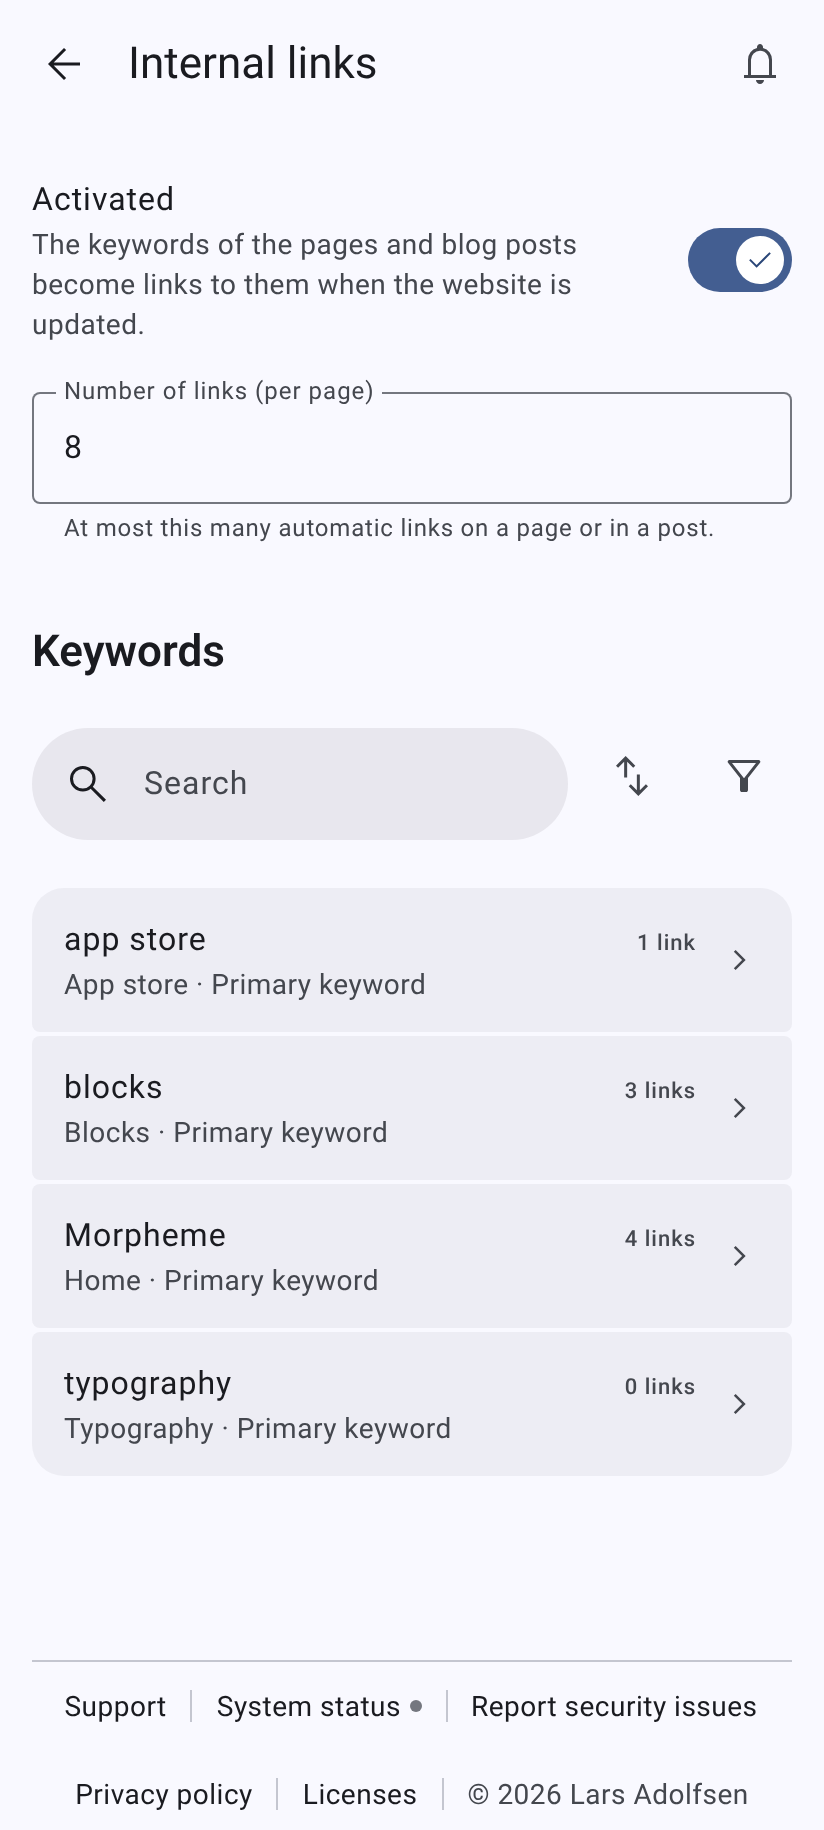 Internal links
Activated
The keywords of the pages and blog posts
become links to them when the website is
updated.
Number of links (per page)
8
At most this many automatic links on a page or in a post.
Keywords
Search
app store
1 link
App store · Primary keyword
blocks
3 links
Blocks · Primary keyword
Morpheme
4 links
Home · Primary keyword
typography
0 links
Typography · Primary keyword
Support
System status
Report security issues
Privacy policy
Licenses
© 2026 Lars Adolfsen